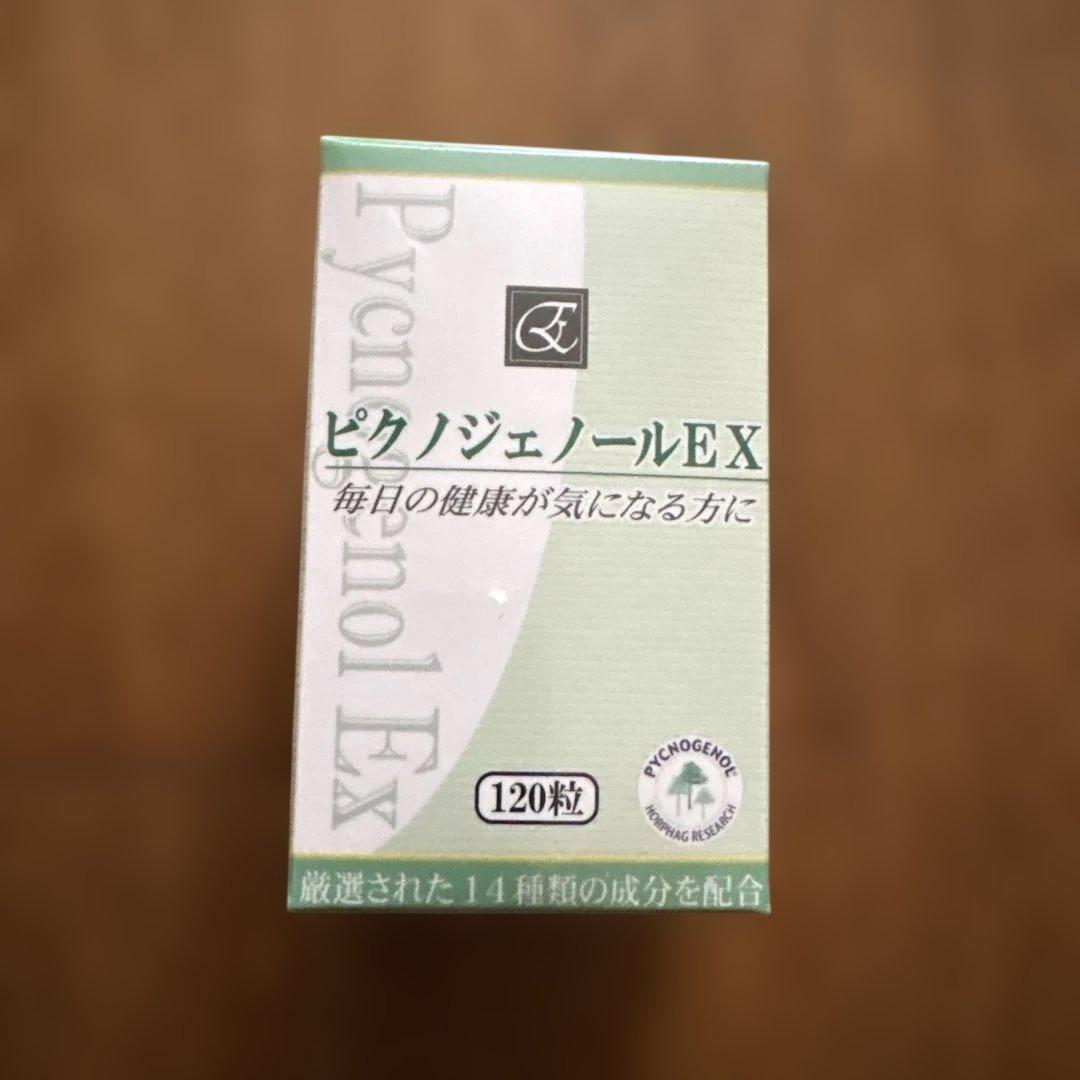 Pycnogenol Ex
ピクノジェノールEX
毎日の健康が気になる方に
120粒
PYCNOGENOL®
HORPHAG RESEARCH
厳選された14種類の成分を配合